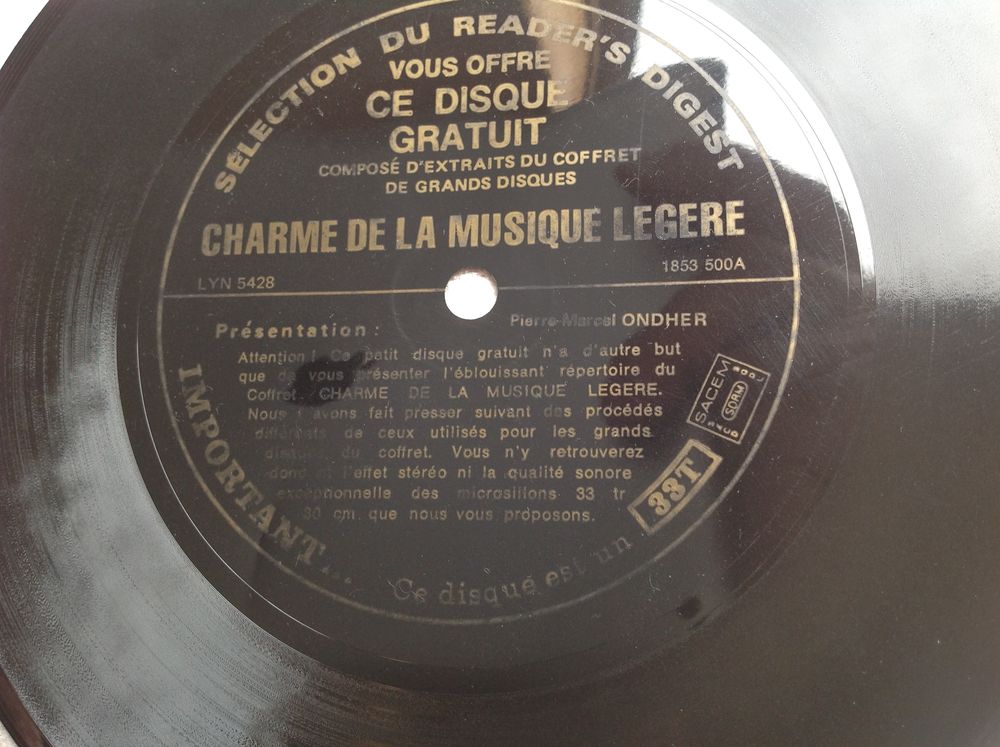 SÉLECTION DU READER'S DIGEST
VOUS OFFRE
CE DISQUE
GRATUIT
COMPOSÉ D'EXTRAITS DU COFFRET
DE GRANDS DISQUES
CHARME DE LA MUSIQUE LEGERE
LYN 5428
1853 500A
Présentation :
Pierre-Marcel ONDHER
Attention ! Ce petit disque gratuit n'a d'autre but
que de vous présenter l'éblouissant répertoire du
Coffret CHARME DE LA MUSIQUE LEGERE.
Nous l'avons fait presser suivant des procédés
différents de ceux utilisés pour les grands
disques du coffret. Vous n'y retrouverez
donc ni l'effet stéréo ni la qualité sonore
exceptionnelle des microsillons 33 tr
30 cm que nous vous proposons.
SACEM
SDRM
IMPORTANT...
Ce disque est un
33T